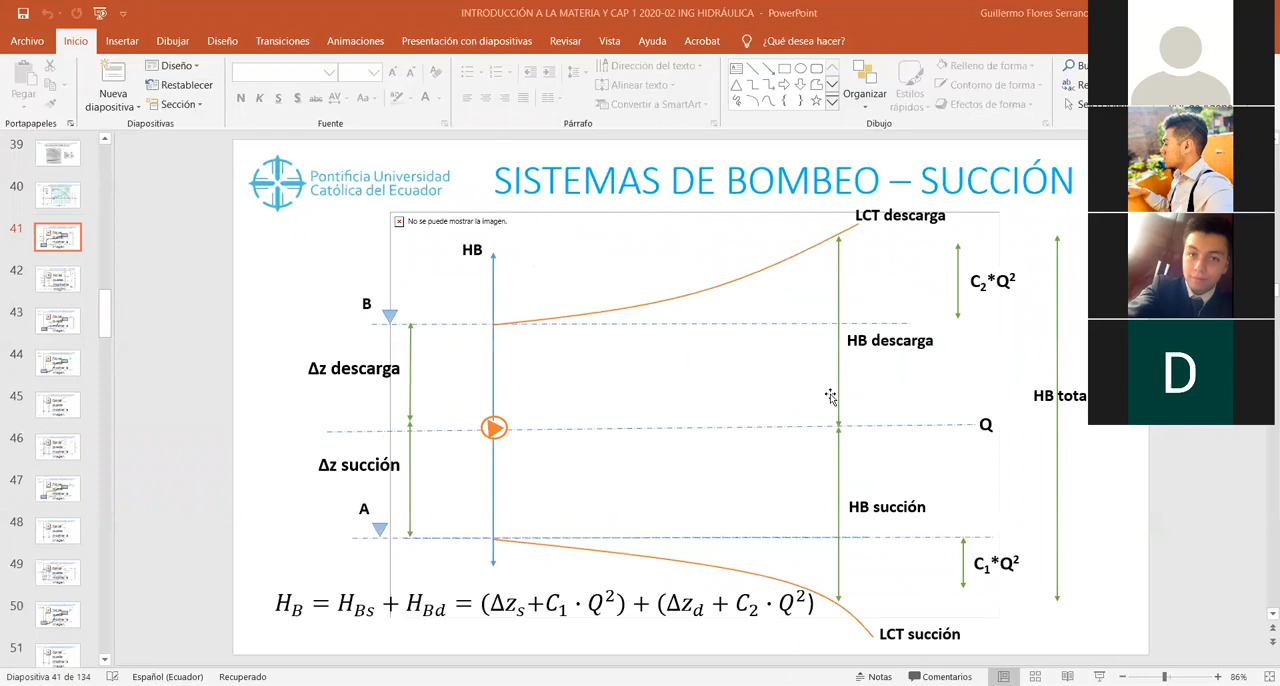 INTRODUCCIÓN A LA MATERIA Y CAP 1 2020-02 ING HIDRÁULICA - PowerPoint
Guillermo Flores Serrano
Archivo Inicio Insertar Dibujar Diseño Transiciones Animaciones Presentación con diapositivas Revisar Vista Ayuda Acrobat ¿Qué desea hacer?
Pegar
Nueva diapositiva
Diseño
Restablecer
Sección
N K S S abc AV Aa A
Dirección del texto
Alinear texto
Convertir a SmartArt
Organizar
Estilos rápidos
Relleno de forma
Contorno de forma
Efectos de forma
Portapapeles Diapositivas Fuente Párrafo Dibujo
39
40
41
42
43
44
45
46
47
48
49
50
51
Pontificia Universidad
Católica del Ecuador
SISTEMAS DE BOMBEO – SUCCIÓN
No se puede mostrar la imagen.
LCT descarga
HB
C₂*Q²
B
HB descarga
Δz descarga
HB tota
Q
Δz succión
A
HB succión
C₁*Q²
H_B = H_Bs + H_Bd = (Δz_s+C₁ · Q²) + (Δz_d + C₂ · Q²)
LCT succión
D
Diapositiva 41 de 134 Español (Ecuador) Recuperado Notas Comentarios 86%